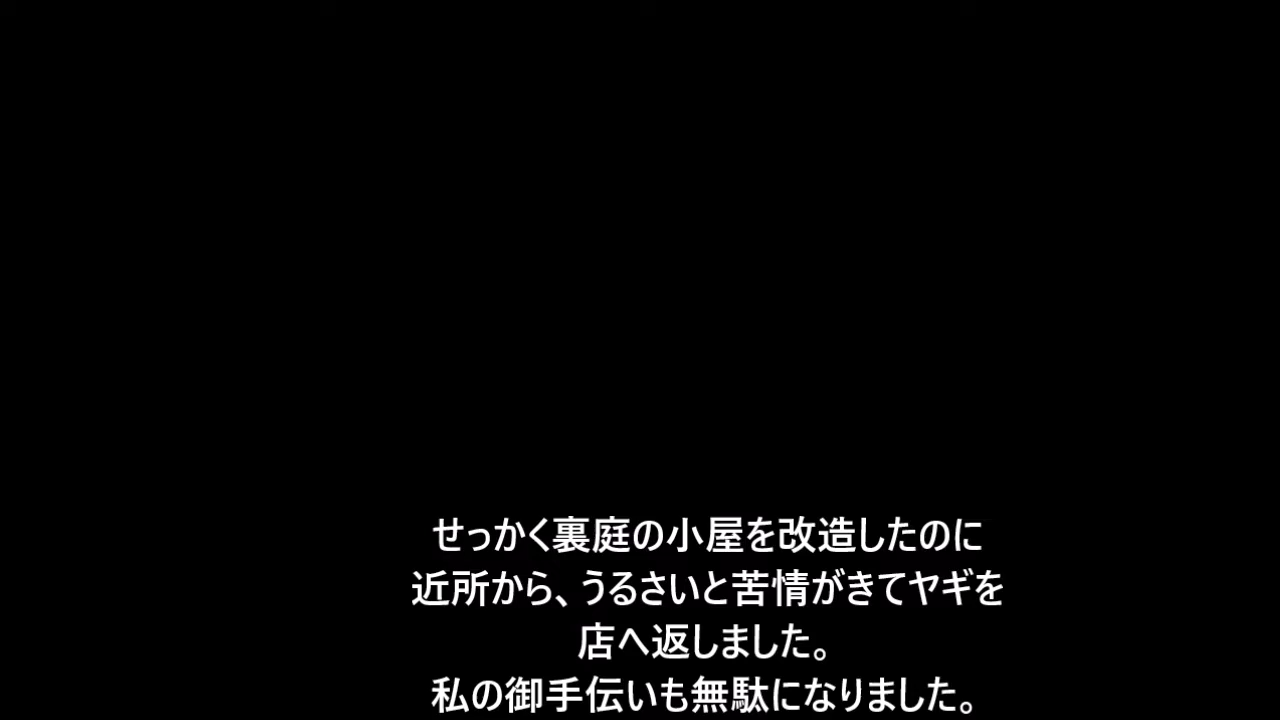 せっかく裏庭の小屋を改造したのに
近所から、うるさいと苦情がきてヤギを
店へ返しました。
私の御手伝いも無駄になりました。